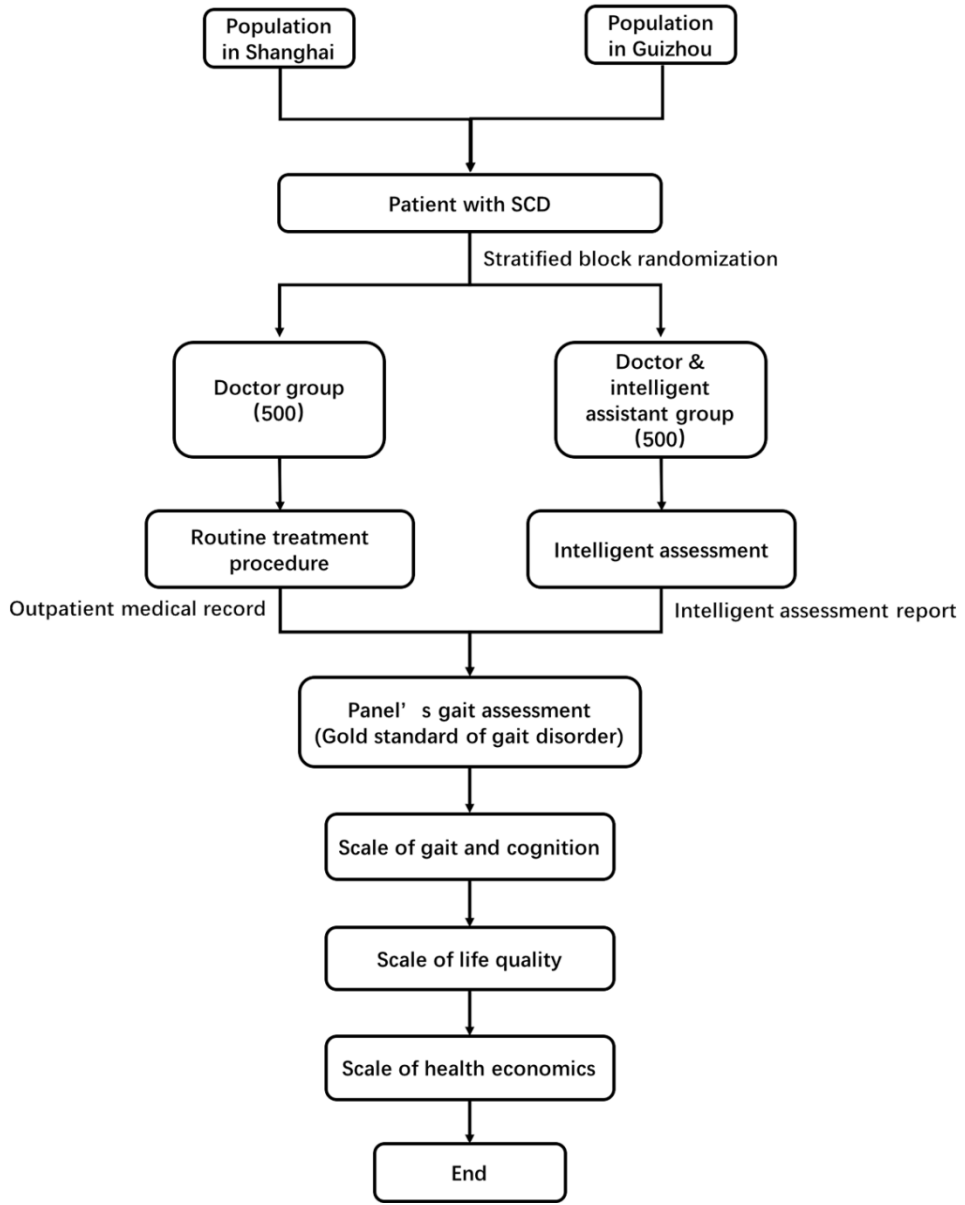 Population
in Shanghai
Population
in Guizhou
Patient with SCD
Stratified block randomization
Doctor group
(500)
Doctor &
intelligent
assistant group
(500)
Routine treatment
procedure
Intelligent assessment
Outpatient medical record
Intelligent assessment report
Panel’s gait assessment
(Gold standard of gait disorder)
Scale of gait and cognition
Scale of life quality
Scale of health economics
End